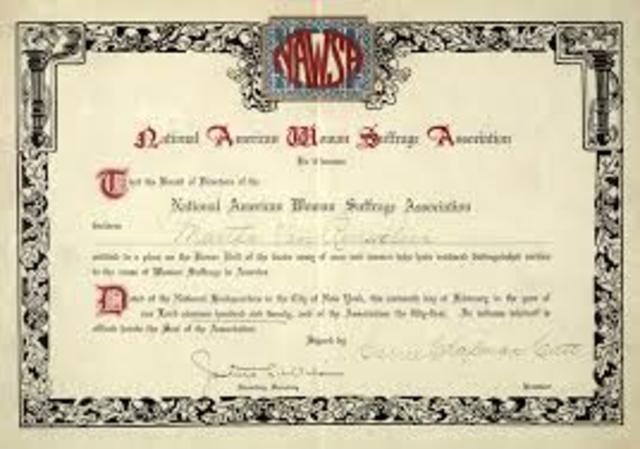 NAWSA
National American Woman Suffrage Association
Be it known
That the Board of Directors of the
National American Woman Suffrage Association
declares
Martha Van Rensselaer
entitled to a place on the Honor Roll of the brave army of men and women who have rendered distinguished service
to the cause of Woman Suffrage in America
Dated at the National Headquarters in the City of New York, this sixteenth day of February in the year of
our Lord nineteen hundred and twenty, and of the Association the fifty-first. In witness whereof is
affixed hereto the Seal of the Association.
Signed by
Carrie Chapman Catt
Recording Secretary
President